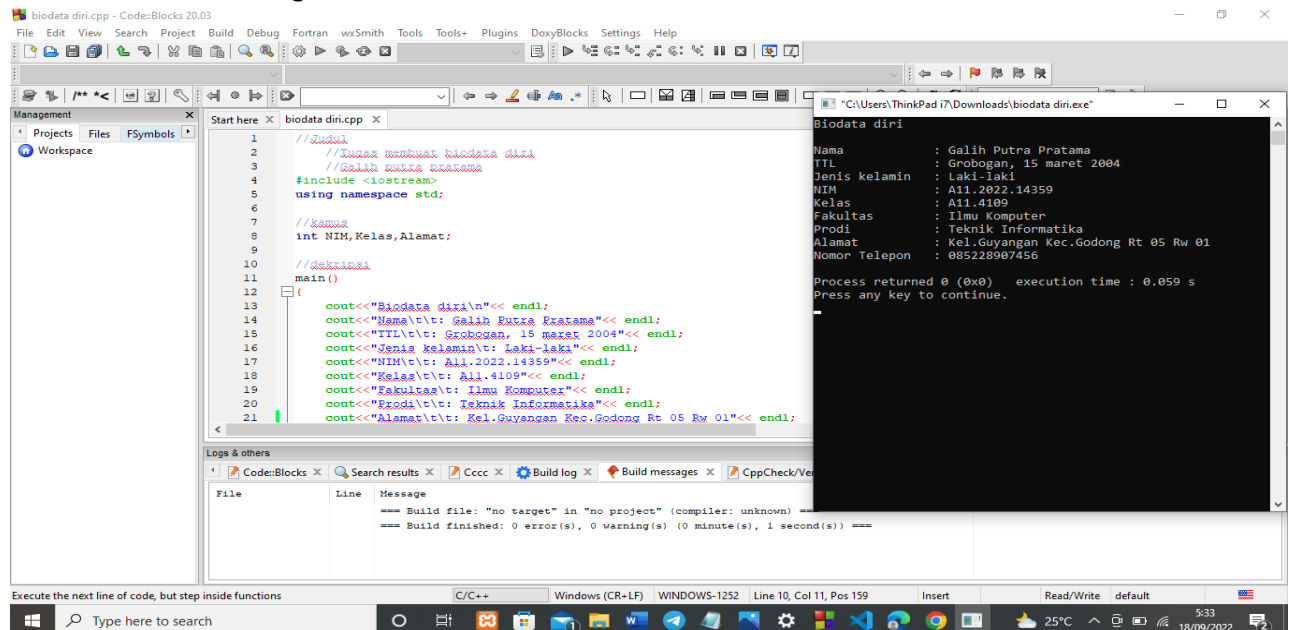 biodata diri.cpp - Code::Blocks 20.03
File Edit View Search Project Build Debug Fortran wxSmith Tools Tools+ Plugins DoxyBlocks Settings Help
/** *<
Management
Projects Files FSymbols
Workspace
Start here biodata diri.cpp
1 //Judul
2 //Tugas membuat biodata diri
3 //Galih putra pratama
4 #include <iostream>
5 using namespace std;
6
7 //kamus
8 int NIM,Kelas,Alamat;
9
10 //dekripsi
11 main()
12 {
13 cout<<"Biodata diri\n"<< endl;
14 cout<<"Nama\t\t: Galih Putra Pratama"<< endl;
15 cout<<"TTL\t\t: Grobogan, 15 maret 2004"<< endl;
16 cout<<"Jenis kelamin\t: Laki-laki"<< endl;
17 cout<<"NIM\t\t: A11.2022.14359"<< endl;
18 cout<<"Kelas\t\t: A11.4109"<< endl;
19 cout<<"Fakultas\t: Ilmu Komputer"<< endl;
20 cout<<"Prodi\t\t: Teknik Informatika"<< endl;
21 cout<<"Alamat\t\t: Kel.Guyangan Kec.Godong Rt 05 Rw 01"<< endl;
"C:\Users\ThinkPad i7\Downloads\biodata diri.exe"
Biodata diri
Nama : Galih Putra Pratama
TTL : Grobogan, 15 maret 2004
Jenis kelamin : Laki-laki
NIM : A11.2022.14359
Kelas : A11.4109
Fakultas : Ilmu Komputer
Prodi : Teknik Informatika
Alamat : Kel.Guyangan Kec.Godong Rt 05 Rw 01
Nomor Telepon : 085228907456
Process returned 0 (0x0) execution time : 0.059 s
Press any key to continue.
Logs & others
Code::Blocks Search results Cccc Build log Build messages CppCheck/Ver
File Line Message
=== Build file: "no target" in "no project" (compiler: unknown) ==
=== Build finished: 0 error(s), 0 warning(s) (0 minute(s), 1 second(s)) ===
Execute the next line of code, but step inside functions C/C++ Windows (CR+LF) WINDOWS-1252 Line 10, Col 11, Pos 159 Insert Read/Write default
Type here to search 25°C 5:33
18/09/2022